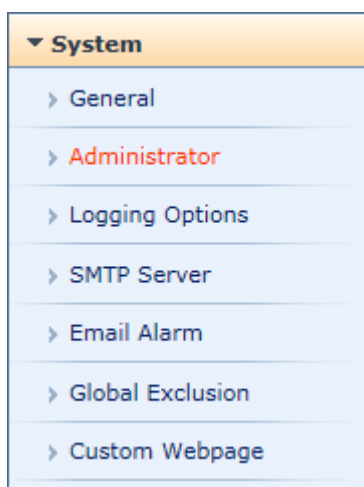 System
General
Administrator
Logging Options
SMTP Server
Email Alarm
Global Exclusion
Custom Webpage